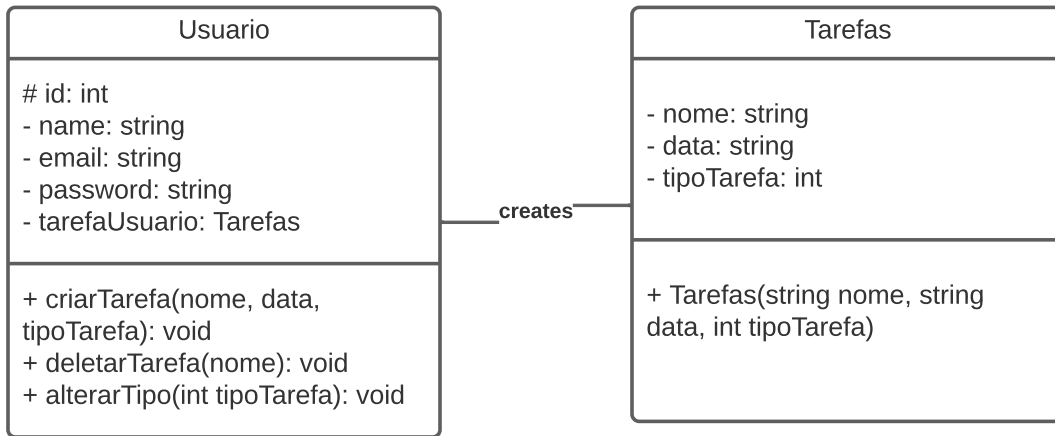 Usuario
# id: int
- name: string
- email: string
- password: string
- tarefaUsuario: Tarefas
+ criarTarefa(nome, data,
tipoTarefa): void
+ deletarTarefa(nome): void
+ alterarTipo(int tipoTarefa): void
creates
Tarefas
- nome: string
- data: string
- tipoTarefa: int
+ Tarefas(string nome, string
data, int tipoTarefa)